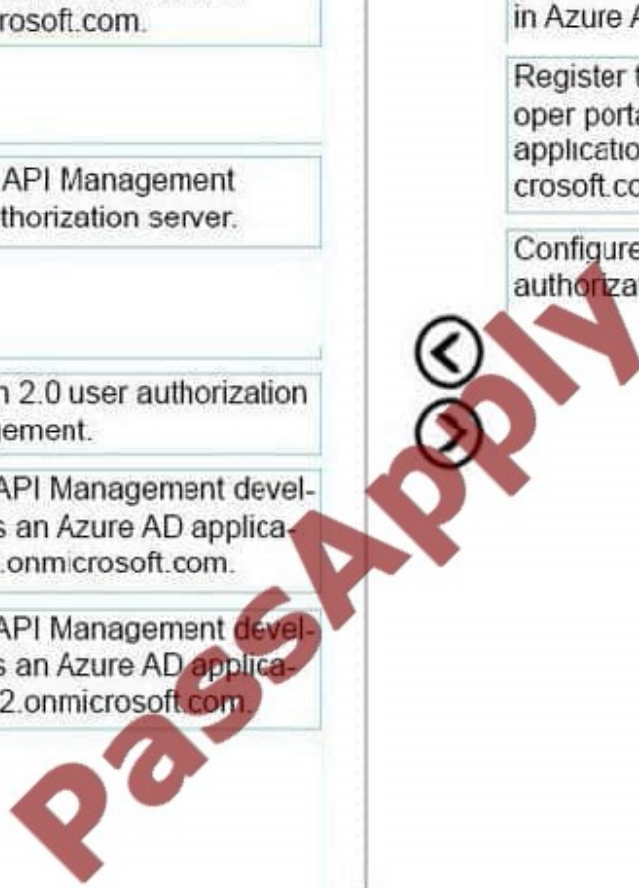 rosoft.com.
API Management
thorization server.
n 2.0 user authorization
ement.
API Management devel-
s an Azure AD applica-
.onmicrosoft.com.
API Management devel-
s an Azure AD applica-
2.onmicrosoft.com.
in Azure A
Register t
oper porta
applicatio
crosoft.co
Configure
authoriza
PassApply